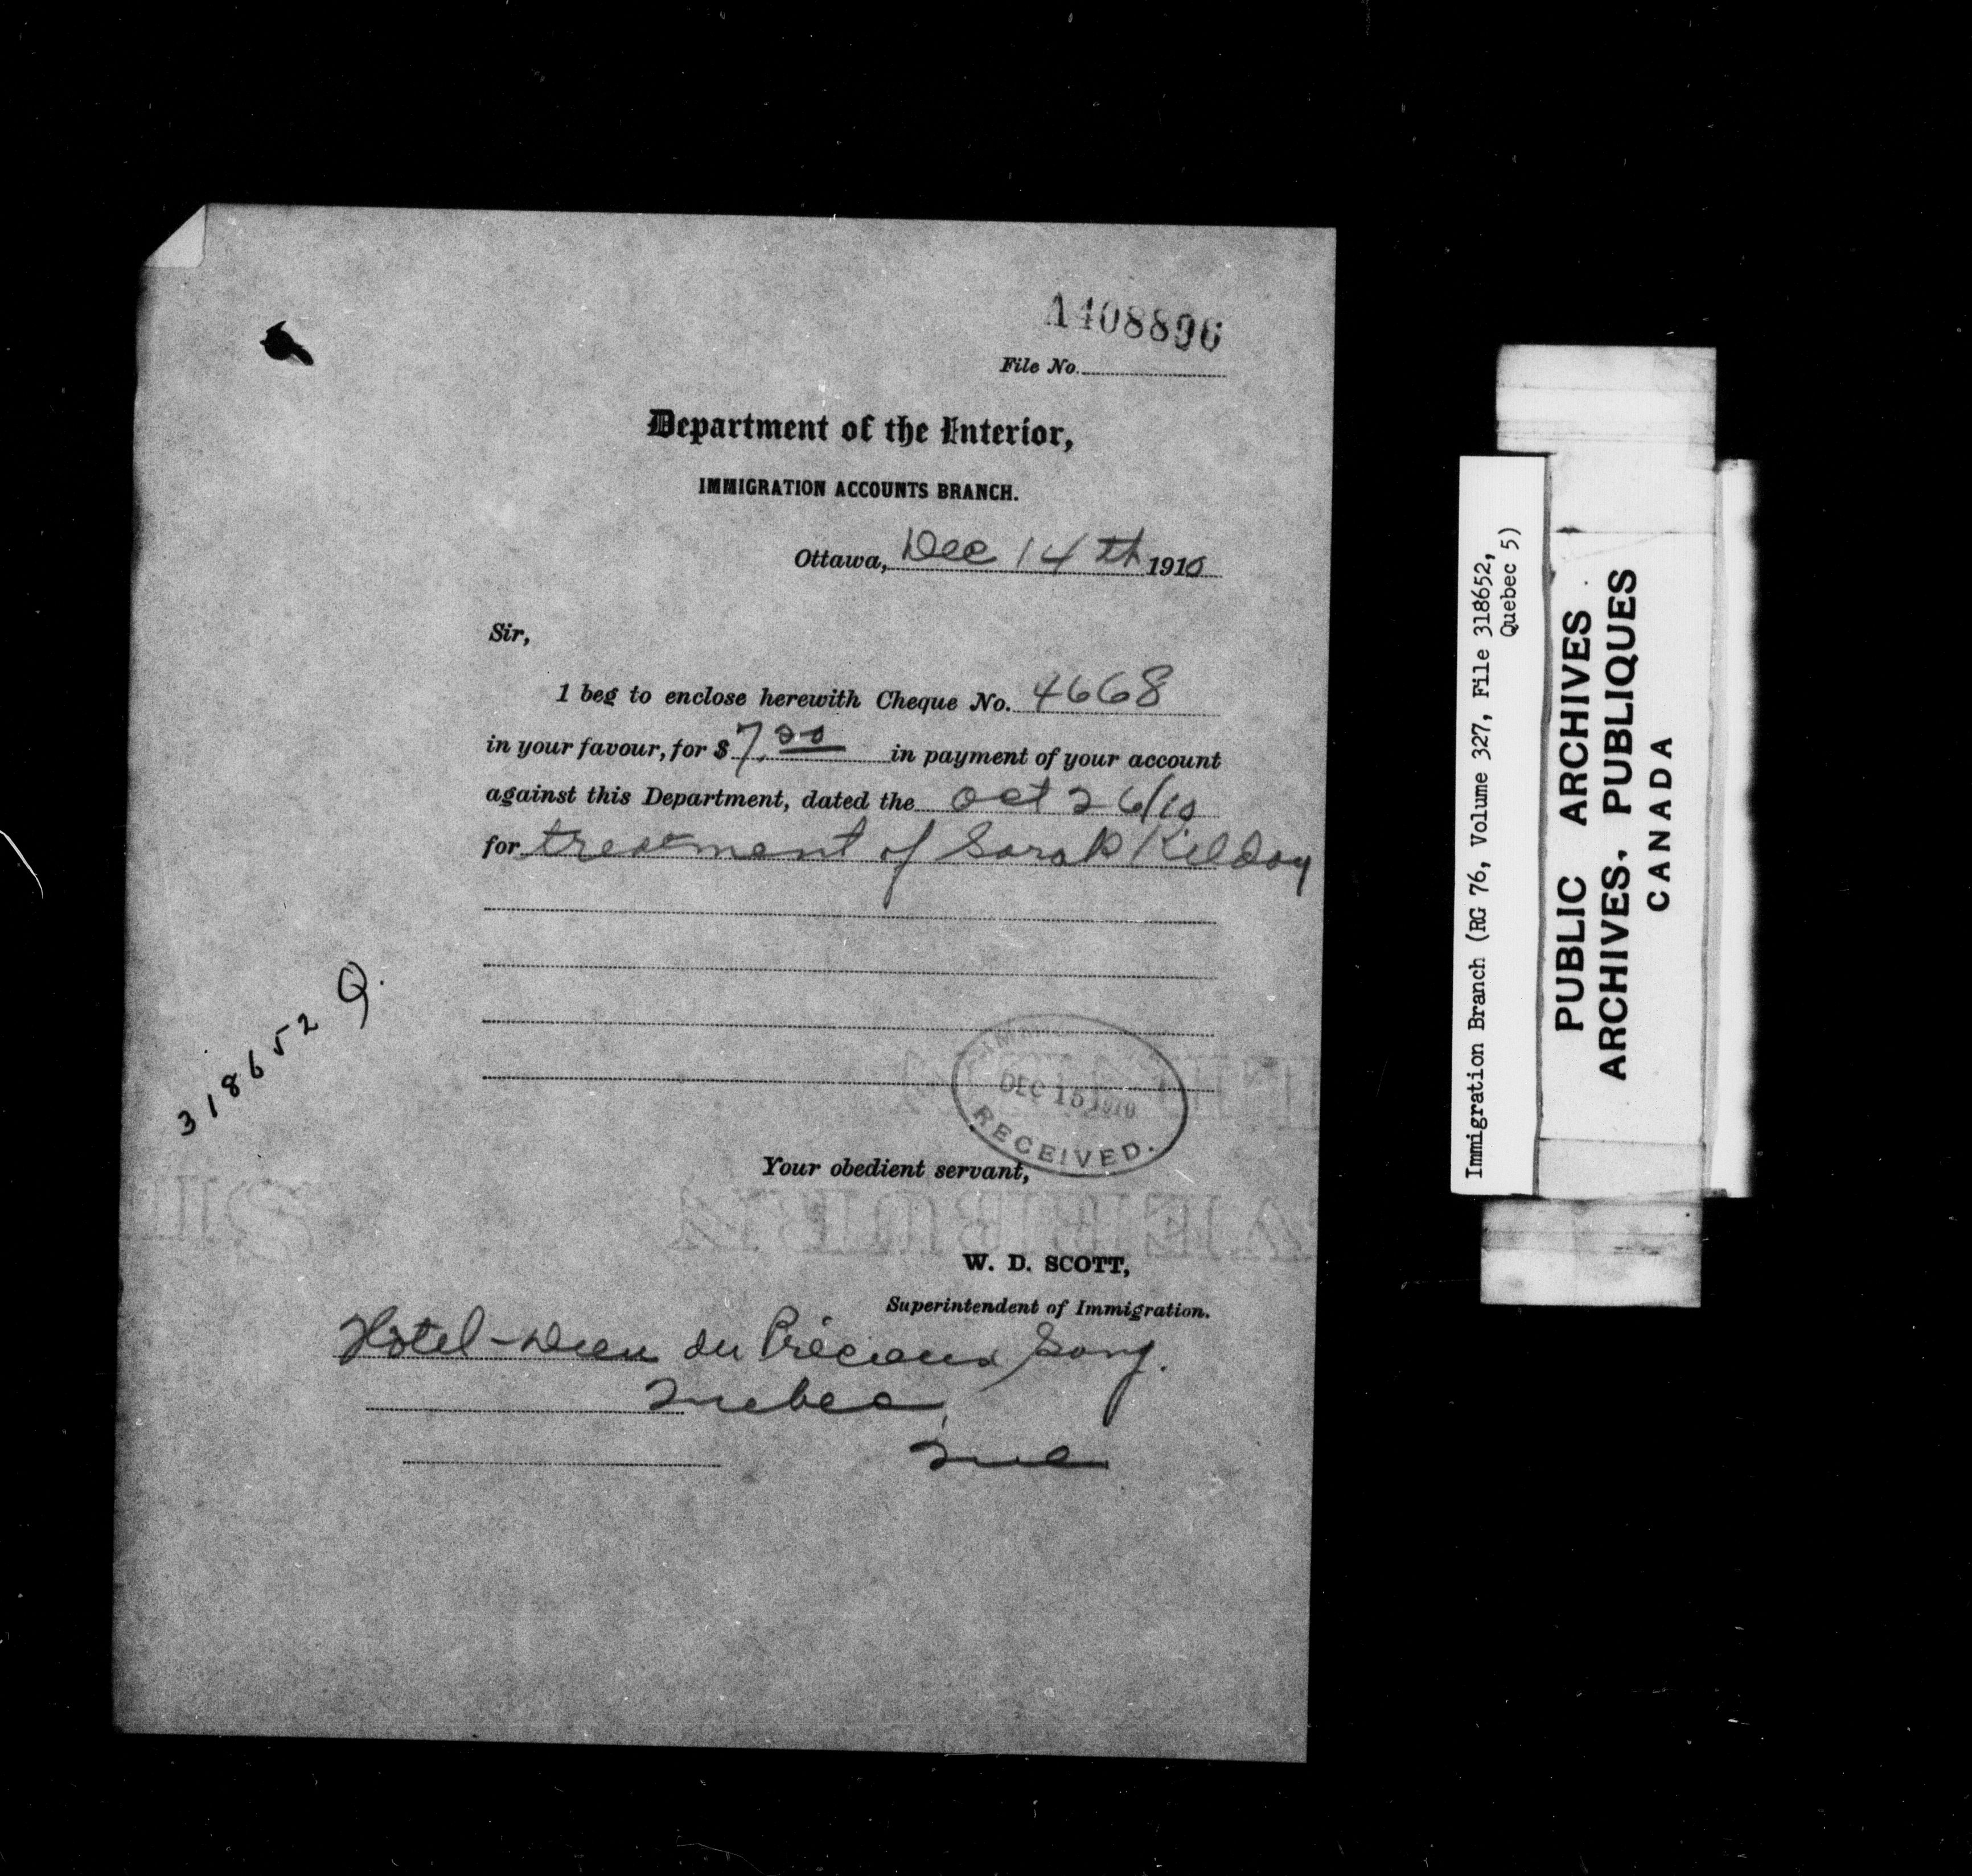 A408896
File No.
Department of the Interior,
IMMIGRATION ACCOUNTS BRANCH.
Ottawa, Dec 14th 1910
Sir,
I beg to enclose herewith Cheque No. 4668
in your favour, for $ 7.00 in payment of your account
against this Department, dated the Oct 26/10
for treatment of Sarah Kilday
318652 Q.
DEC 15 1910
RECEIVED.
Your obedient servant,
W. D. SCOTT,
Superintendent of Immigration.
Hotel-Dieu du Précieux Sang.
Quebec,
Que
Immigration Branch (RG 76, Volume 327, File 318652,
Quebec 5)
PUBLIC ARCHIVES
ARCHIVES. PUBLIQUES
CANADA